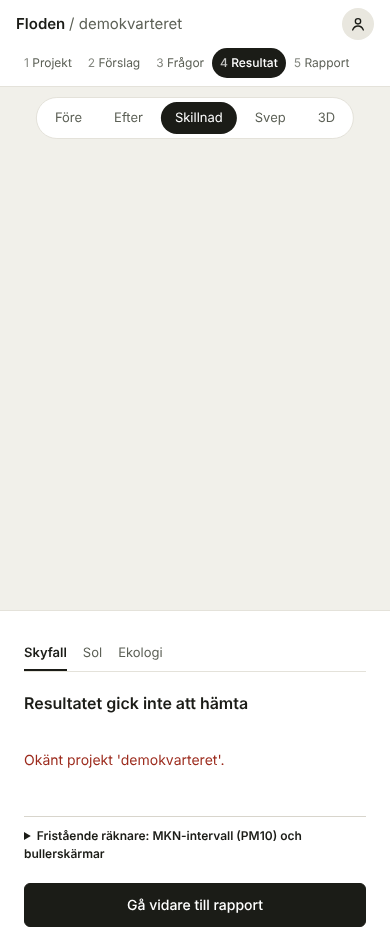 Floden / demokvarteret
1 Projekt 2 Förslag 3 Frågor 4 Resultat 5 Rapport
Före Efter Skillnad Svep 3D
Skyfall Sol Ekologi
Resultatet gick inte att hämta
Okänt projekt 'demokvarteret'.
Fristående räknare: MKN-intervall (PM10) och
bullerskärmar
Gå vidare till rapport